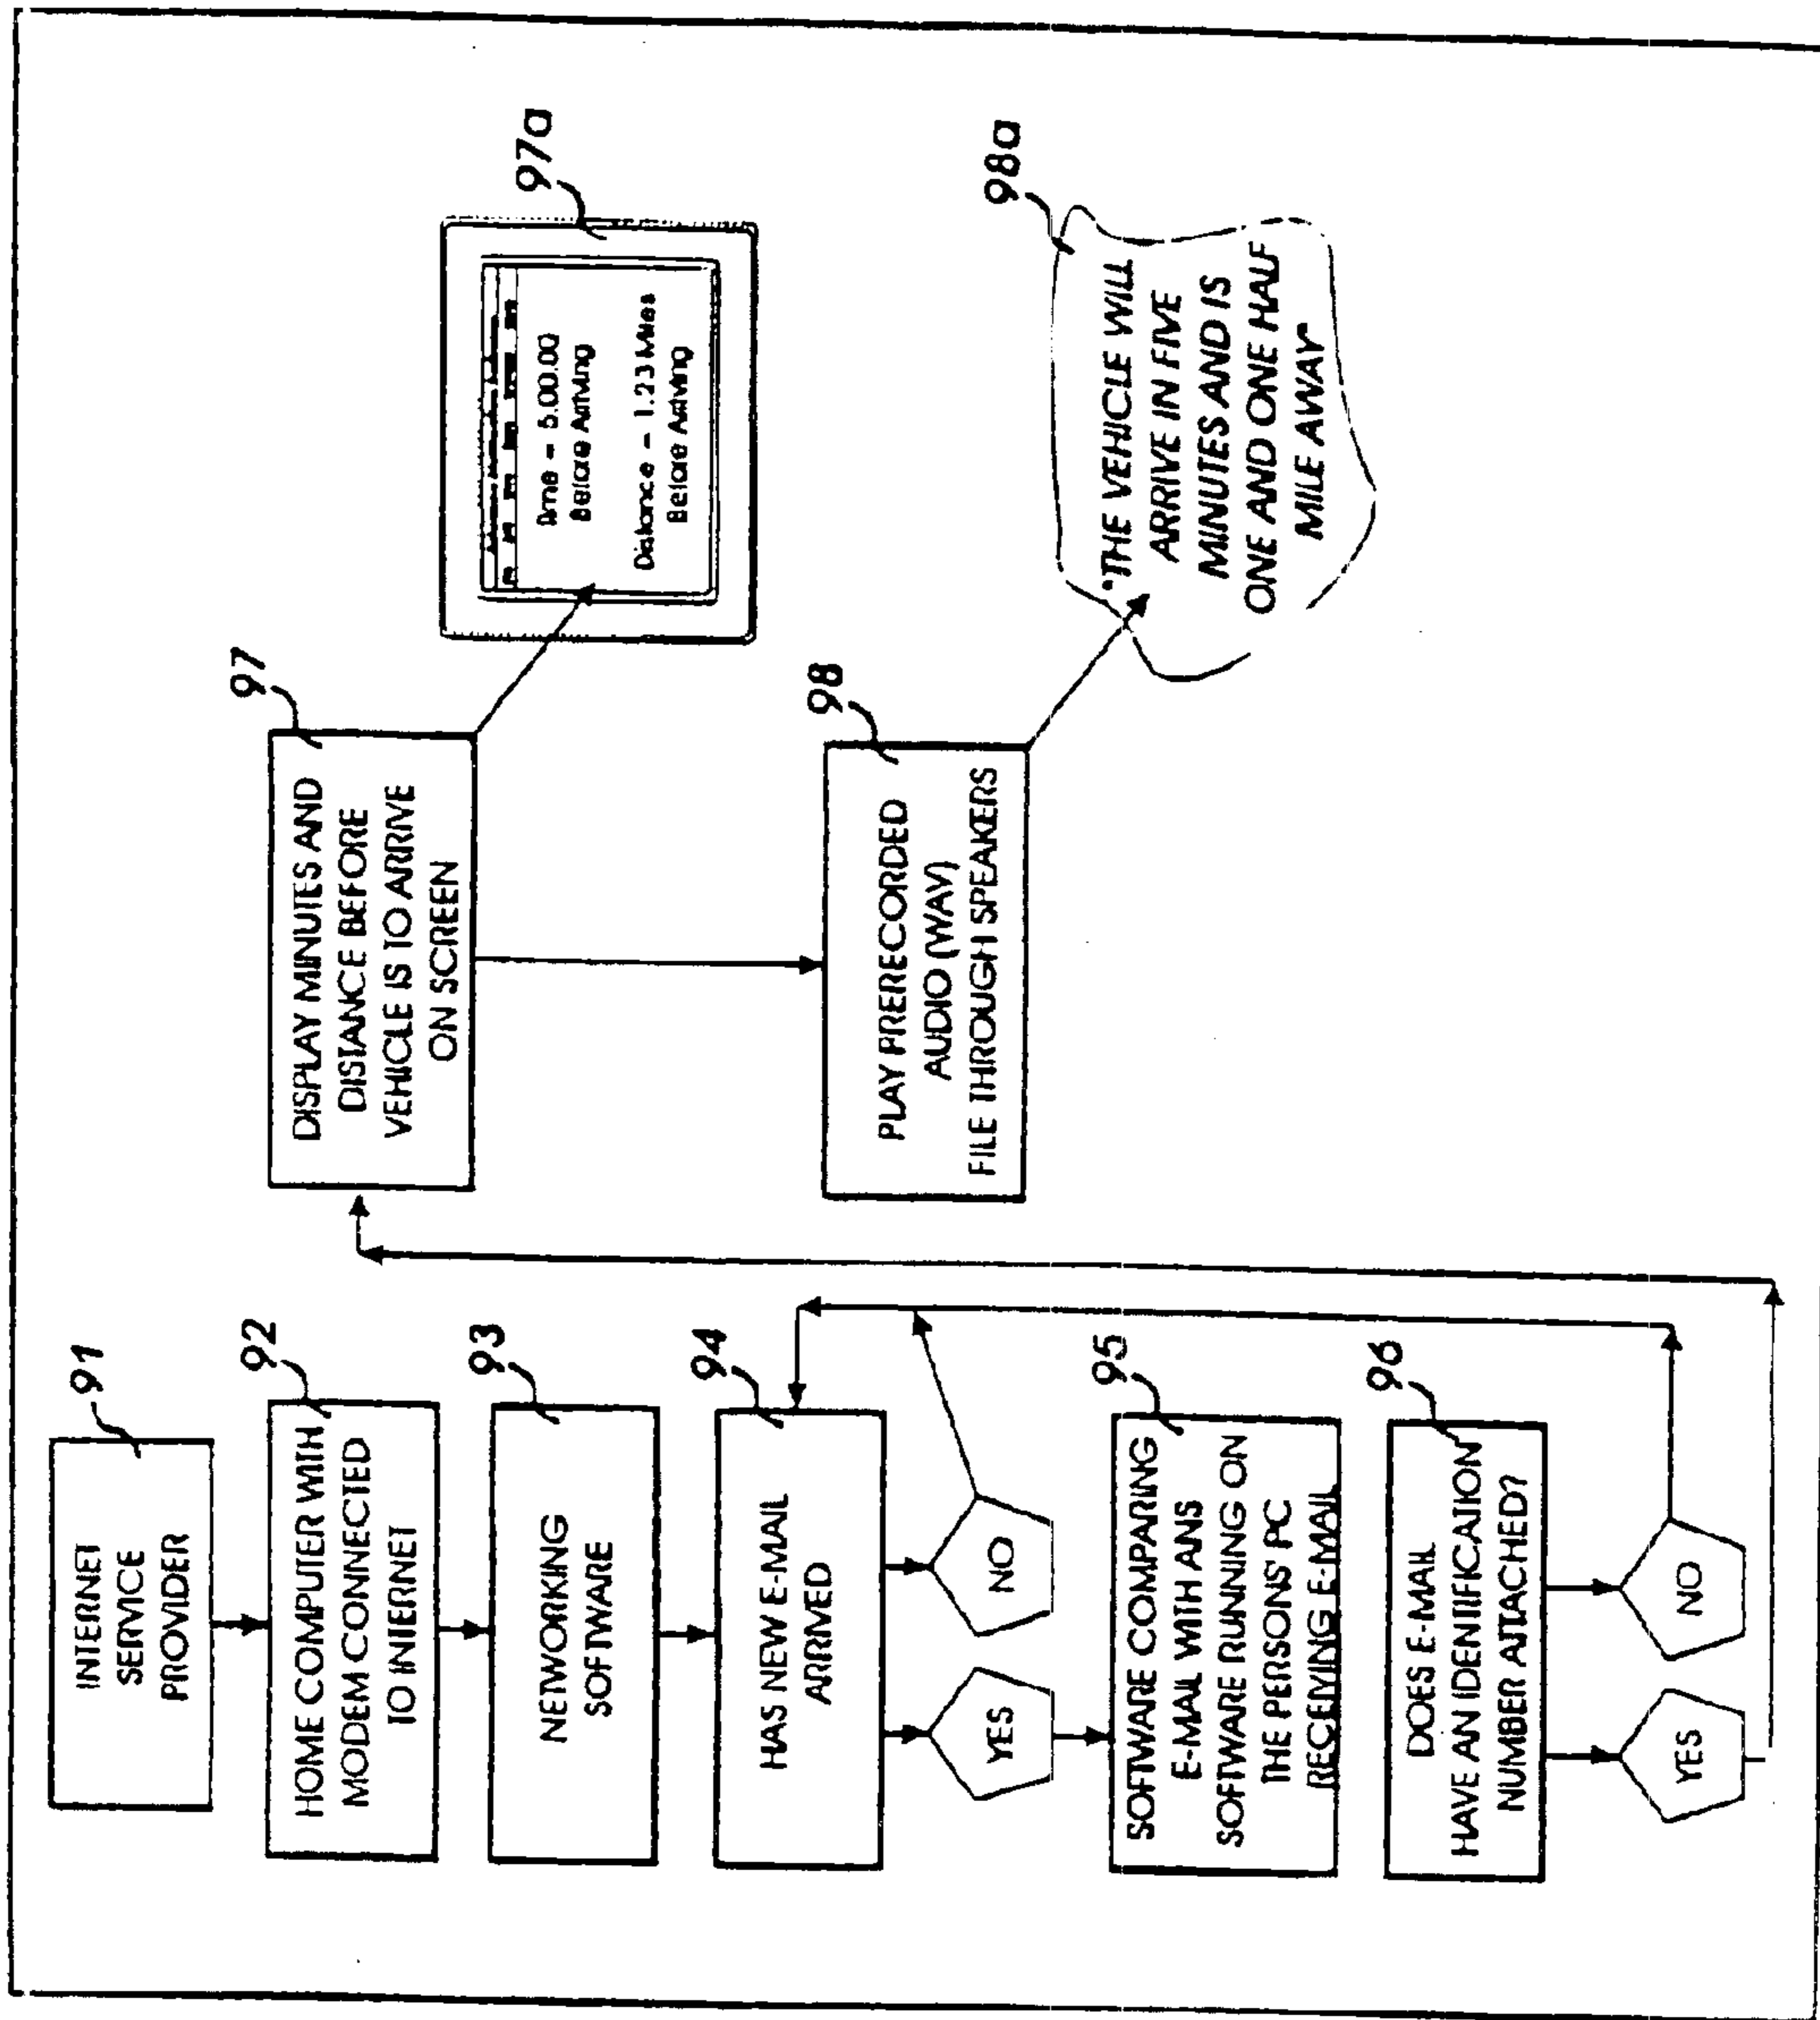 91
INTERNET
SERVICE
PROVIDER
92
HOME COMPUTER WITH
MODEM CONNECTED
TO INTERNET
93
NETWORKING
SOFTWARE
94
HAS NEW E-MAIL
ARRIVED
YES
NO
95
SOFTWARE COMPARING
E-MAIL WITH ANS
SOFTWARE RUNNING ON
THE PERSONS' PC
RECEIVING E-MAIL
96
DOES E-MAIL
HAVE AN IDENTIFICATION
NUMBER ATTACHED?
YES
NO
97
DISPLAY MINUTES AND
DISTANCE BEFORE
VEHICLE IS TO ARRIVE
ON SCREEN
97a
Time - 5.00.00
Before Arriving
Distance - 1.23 Miles
Before Arriving
98
PLAY PRERECORDED
AUDIO (WAV)
FILE THROUGH SPEAKERS
98a
"THE VEHICLE WILL
ARRIVE IN FIVE
MINUTES AND IS
ONE AND ONE HALF
MILE AWAY"